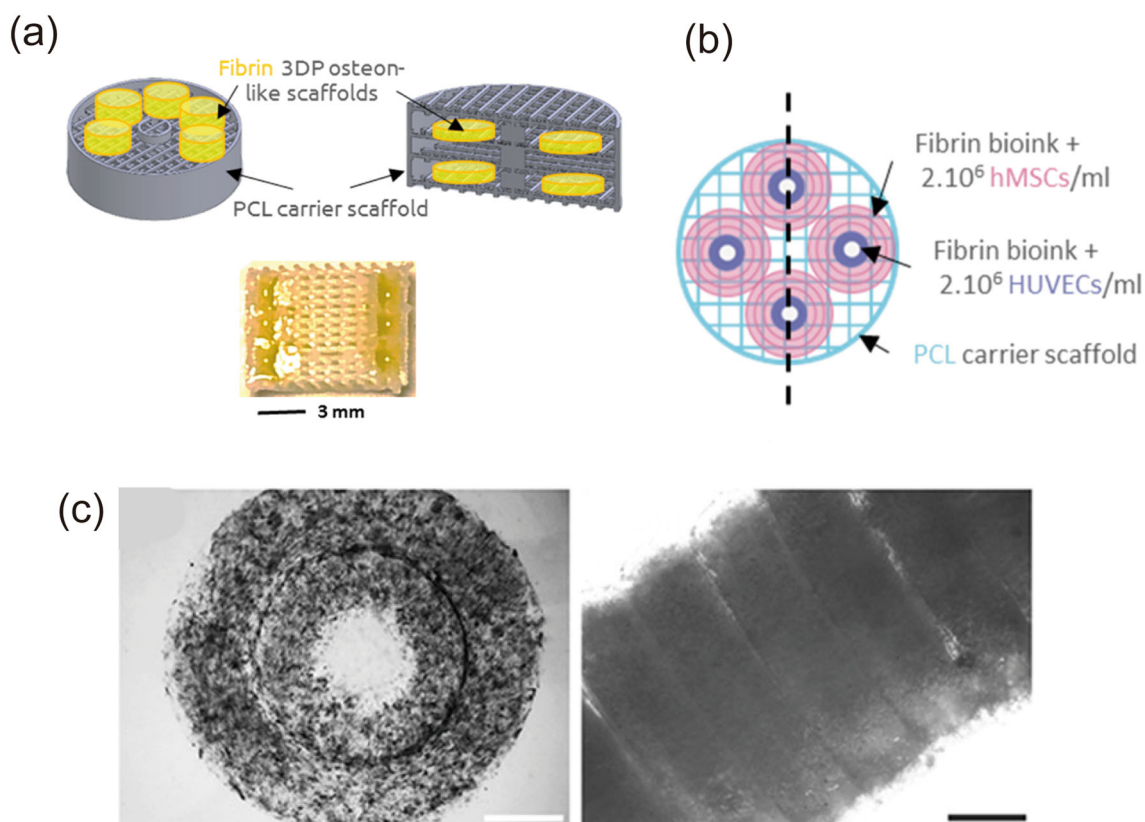 (a)
Fibrin 3DP osteon-
like scaffolds
PCL carrier scaffold
3 mm
(b)
Fibrin bioink +
2.10⁶ hMSCs/ml
Fibrin bioink +
2.10⁶ HUVECs/ml
PCL carrier scaffold
(c)